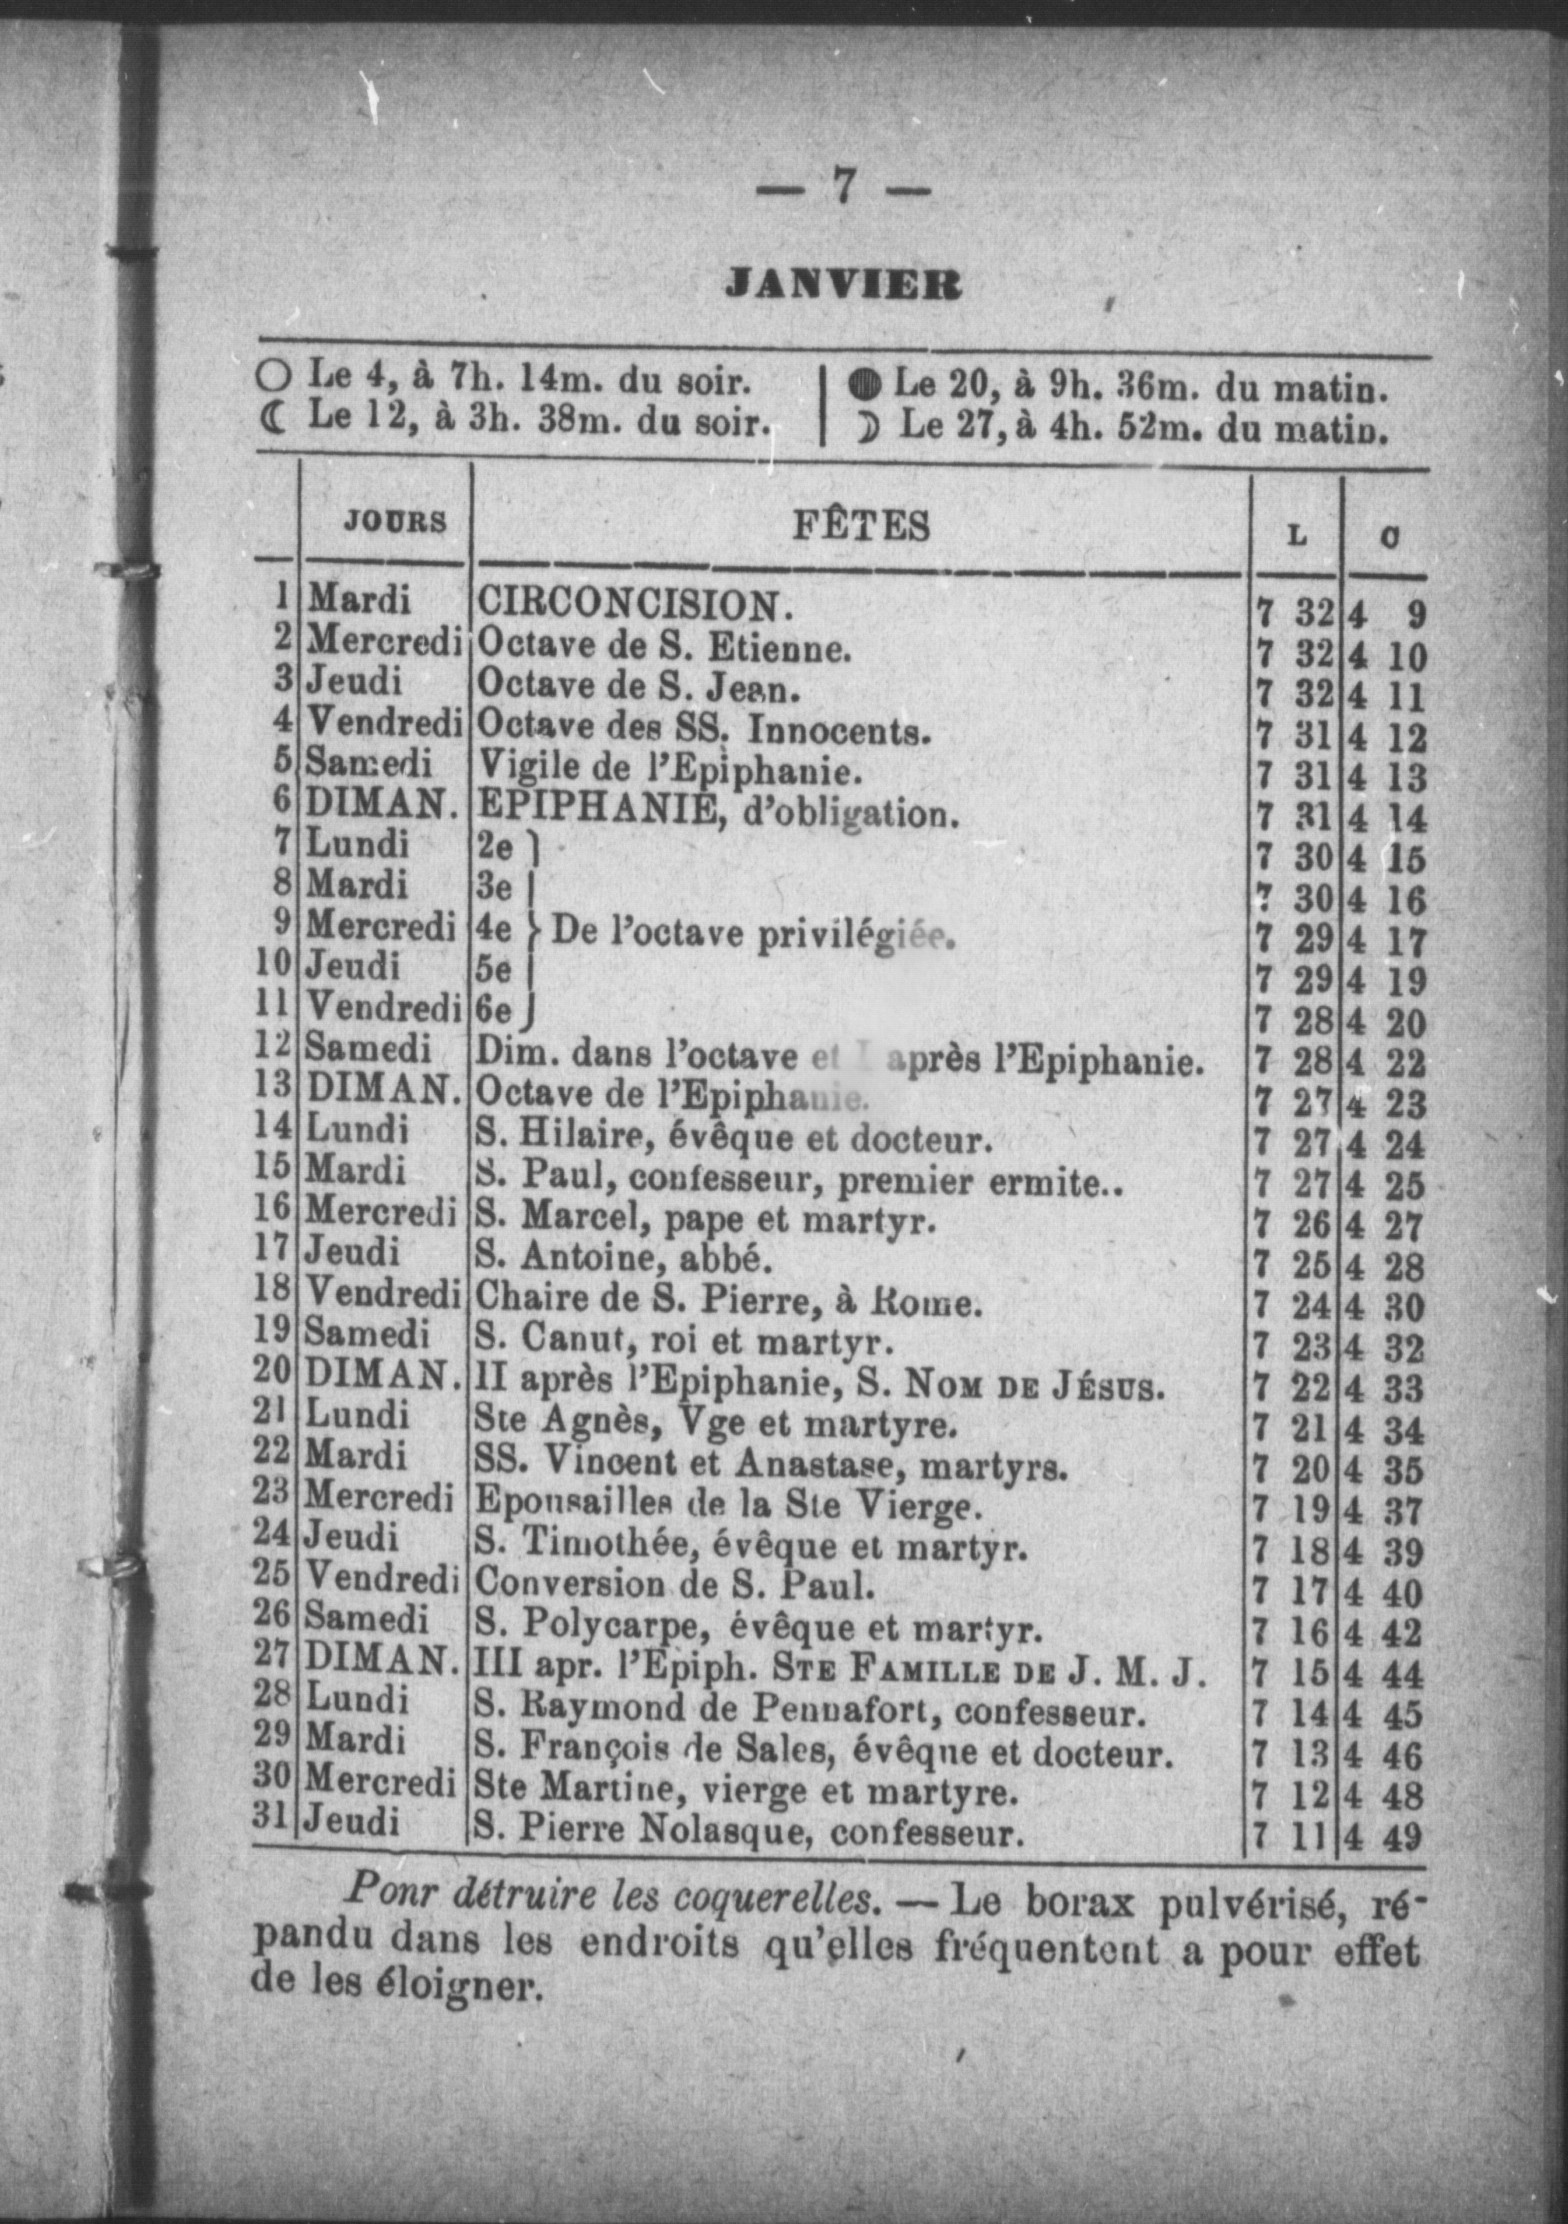 — 7 —
JANVIER
Le 4, à 7h. 14m. du soir.
Le 12, à 3h. 38m. du soir.
Le 20, à 9h. 36m. du matin.
Le 27, à 4h. 52m. du matin.
JOURS FÊTES L C
1 Mardi CIRCONCISION. 7 32 4 9
2 Mercredi Octave de S. Etienne. 7 32 4 10
3 Jeudi Octave de S. Jean. 7 32 4 11
4 Vendredi Octave des SS. Innocents. 7 31 4 12
5 Samedi Vigile de l'Epiphanie. 7 31 4 13
6 DIMAN. EPIPHANIE, d'obligation. 7 31 4 14
7 Lundi 2e } 7 30 4 15
8 Mardi 3e | 7 30 4 16
9 Mercredi 4e } De l'octave privilégiée. 7 29 4 17
10 Jeudi 5e | 7 29 4 19
11 Vendredi 6e } 7 28 4 20
12 Samedi Dim. dans l'octave et après l'Epiphanie. 7 28 4 22
13 DIMAN. Octave de l'Epiphanie. 7 27 4 23
14 Lundi S. Hilaire, évêque et docteur. 7 27 4 24
15 Mardi S. Paul, confesseur, premier ermite.. 7 27 4 25
16 Mercredi S. Marcel, pape et martyr. 7 26 4 27
17 Jeudi S. Antoine, abbé. 7 25 4 28
18 Vendredi Chaire de S. Pierre, à Rome. 7 24 4 30
19 Samedi S. Canut, roi et martyr. 7 23 4 32
20 DIMAN. II après l'Epiphanie, S. NOM DE JÉSUS. 7 22 4 33
21 Lundi Ste Agnès, Vge et martyre. 7 21 4 34
22 Mardi SS. Vincent et Anastase, martyrs. 7 20 4 35
23 Mercredi Epousailles de la Ste Vierge. 7 19 4 37
24 Jeudi S. Timothée, évêque et martyr. 7 18 4 39
25 Vendredi Conversion de S. Paul. 7 17 4 40
26 Samedi S. Polycarpe, évêque et martyr. 7 16 4 42
27 DIMAN. III apr. l'Epiph. STE FAMILLE DE J. M. J. 7 15 4 44
28 Lundi S. Raymond de Pennafort, confesseur. 7 14 4 45
29 Mardi S. François de Sales, évêque et docteur. 7 13 4 46
30 Mercredi Ste Martine, vierge et martyre. 7 12 4 48
31 Jeudi S. Pierre Nolasque, confesseur. 7 11 4 49
Ponr détruire les coquerelles. — Le borax pulvérisé, ré-
pandu dans les endroits qu'elles fréquentent a pour effet
de les éloigner.